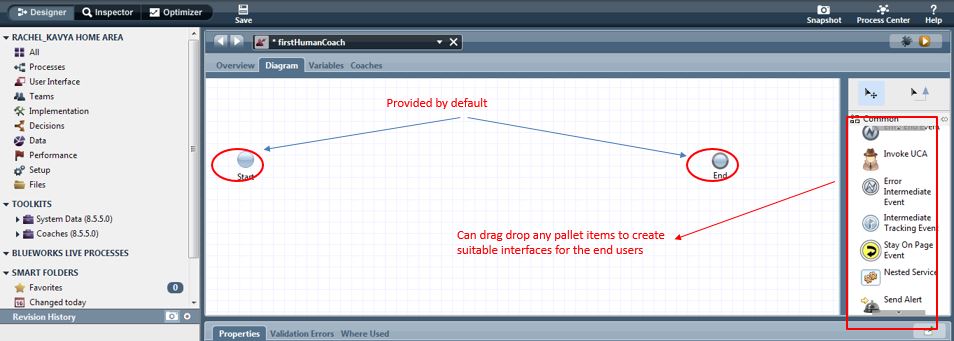 Designer Inspector Optimizer
Save
Snapshot Process Center Help
RACHEL_KAVYA HOME AREA
All
Processes
User Interface
Teams
Implementation
Decisions
Data
Performance
Setup
Files
TOOLKITS
System Data (8.5.5.0)
Coaches (8.5.5.0)
BLUEWORKS LIVE PROCESSES
SMART FOLDERS
Favorites 0
Changed today
Revision History
* firstHumanCoach
Overview Diagram Variables Coaches
Provided by default
Start
End
Can drag drop any pallet items to create
suitable interfaces for the end users
Common
End Event
Invoke UCA
Error
Intermediate
Event
Intermediate
Tracking Event
Stay On Page
Event
Nested Service
Send Alert
Properties Validation Errors Where Used